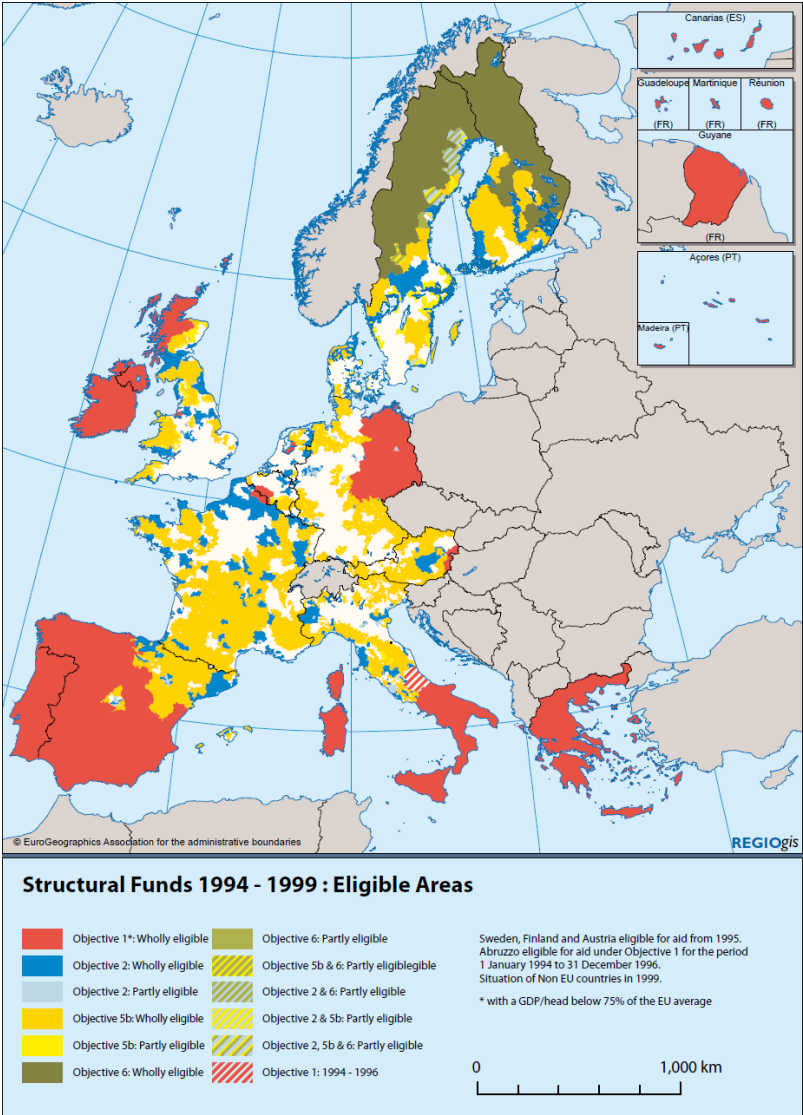 Canarias (ES)
Guadeloupe Martinique Réunion
(FR) (FR) (FR)
Guyane
(FR)
Açores (PT)
Madeira (PT)
© EuroGeographics Association for the administrative boundaries
REGIOgis
Structural Funds 1994 - 1999 : Eligible Areas
Objective 1*: Wholly eligible
Objective 2: Wholly eligible
Objective 2: Partly eligible
Objective 5b: Wholly eligible
Objective 5b: Partly eligible
Objective 6: Wholly eligible
Objective 6: Partly eligible
Objective 5b & 6: Partly eligiblegible
Objective 2 & 6: Partly eligible
Objective 2 & 5b: Partly eligible
Objective 2, 5b & 6: Partly eligible
Objective 1: 1994 - 1996
Sweden, Finland and Austria eligible for aid from 1995.
Abruzzo eligible for aid under Objective 1 for the period
1 January 1994 to 31 December 1996.
Situation of Non EU countries in 1999.
* with a GDP/head below 75% of the EU average
0 1,000 km